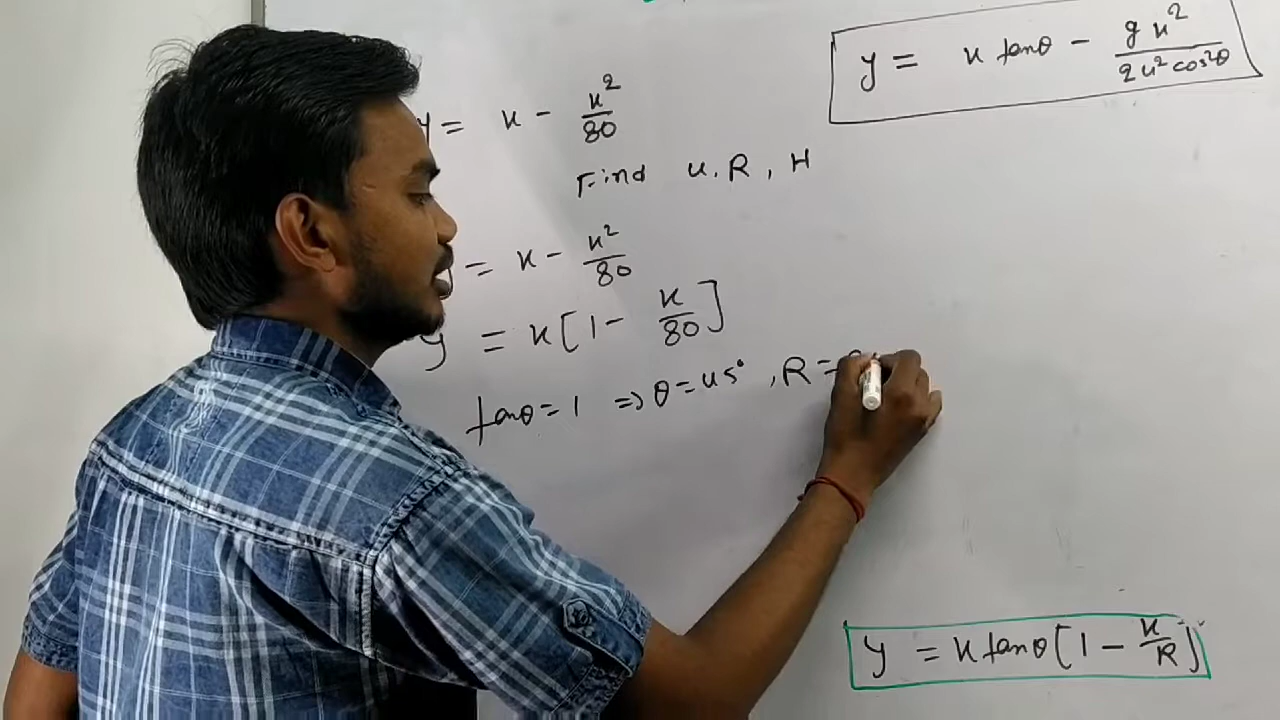 y = x tanθ - gx²/2u²cos²θ
y = x - x²/80
Find u, R, H
y = x - x²/80
y = x[1 - x/80]
tanθ = 1 ⇒ θ = 45°, R =
y = x tanθ[1 - x/R]